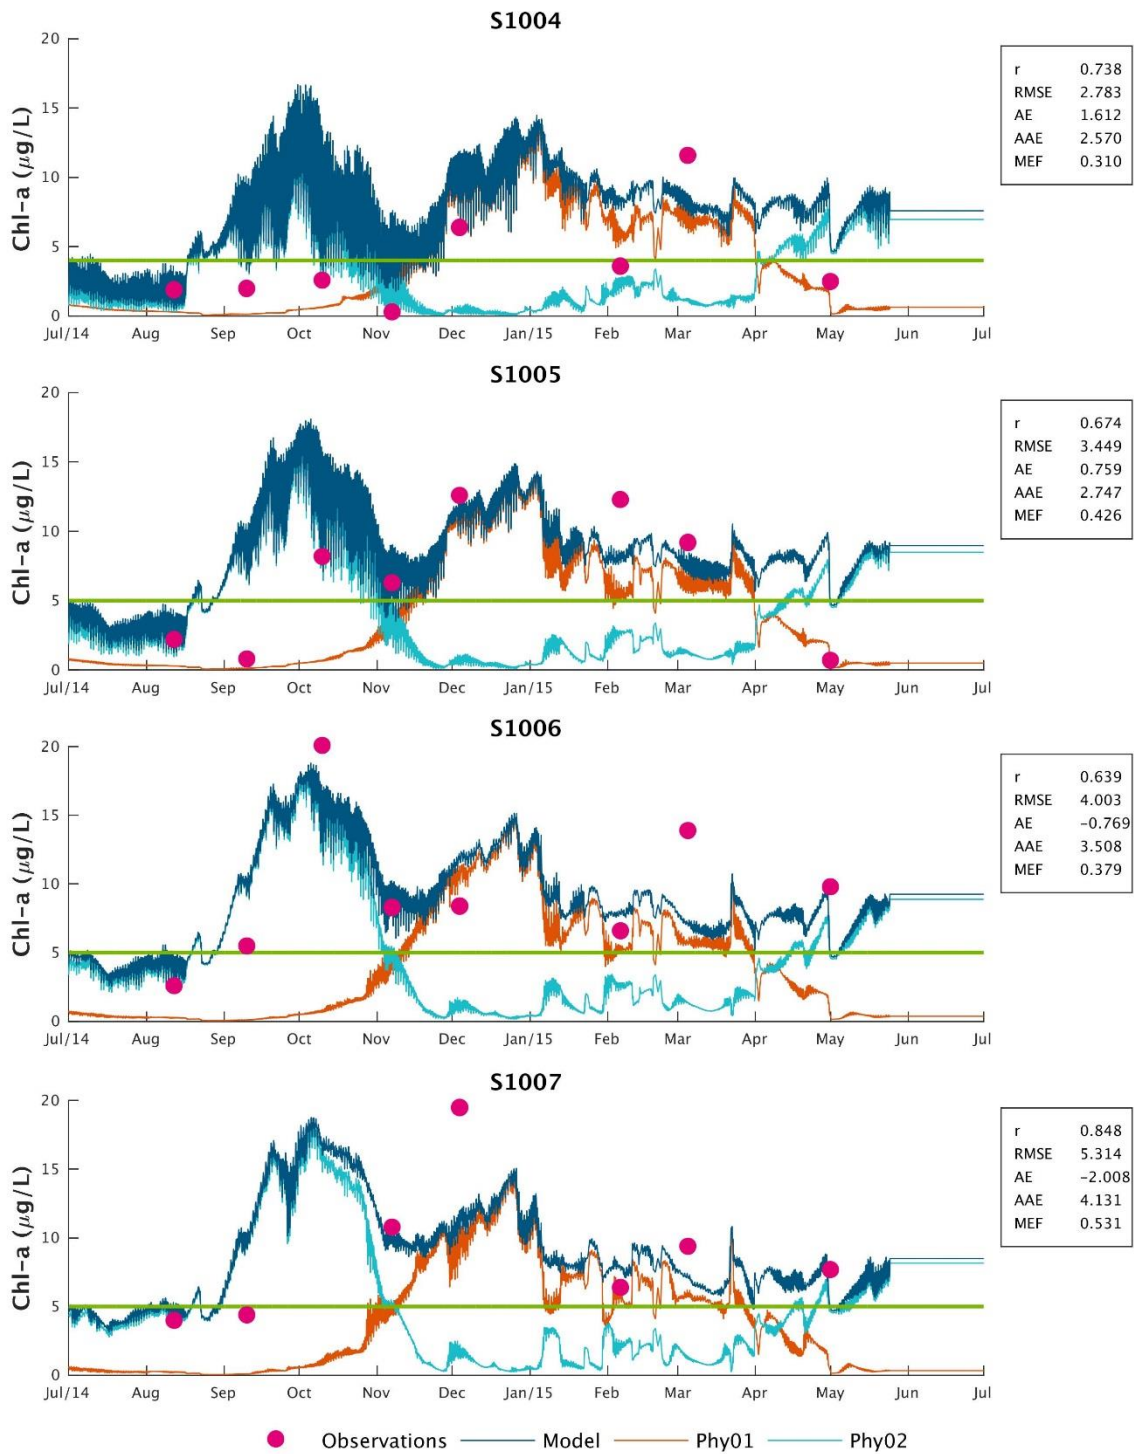 S1004
20
15
10
5
0
Chl-a (μg/L)
Jul/14 Aug Sep Oct Nov Dec Jan/15 Feb Mar Apr May Jun Jul
r 0.738
RMSE 2.783
AE 1.612
AAE 2.570
MEF 0.310
S1005
20
15
10
5
0
Chl-a (μg/L)
Jul/14 Aug Sep Oct Nov Dec Jan/15 Feb Mar Apr May Jun Jul
r 0.674
RMSE 3.449
AE 0.759
AAE 2.747
MEF 0.426
S1006
20
15
10
5
0
Chl-a (μg/L)
Jul/14 Aug Sep Oct Nov Dec Jan/15 Feb Mar Apr May Jun Jul
r 0.639
RMSE 4.003
AE -0.769
AAE 3.508
MEF 0.379
S1007
20
15
10
5
0
Chl-a (μg/L)
Jul/14 Aug Sep Oct Nov Dec Jan/15 Feb Mar Apr May Jun Jul
r 0.848
RMSE 5.314
AE -2.008
AAE 4.131
MEF 0.531
Observations Model Phy01 Phy02